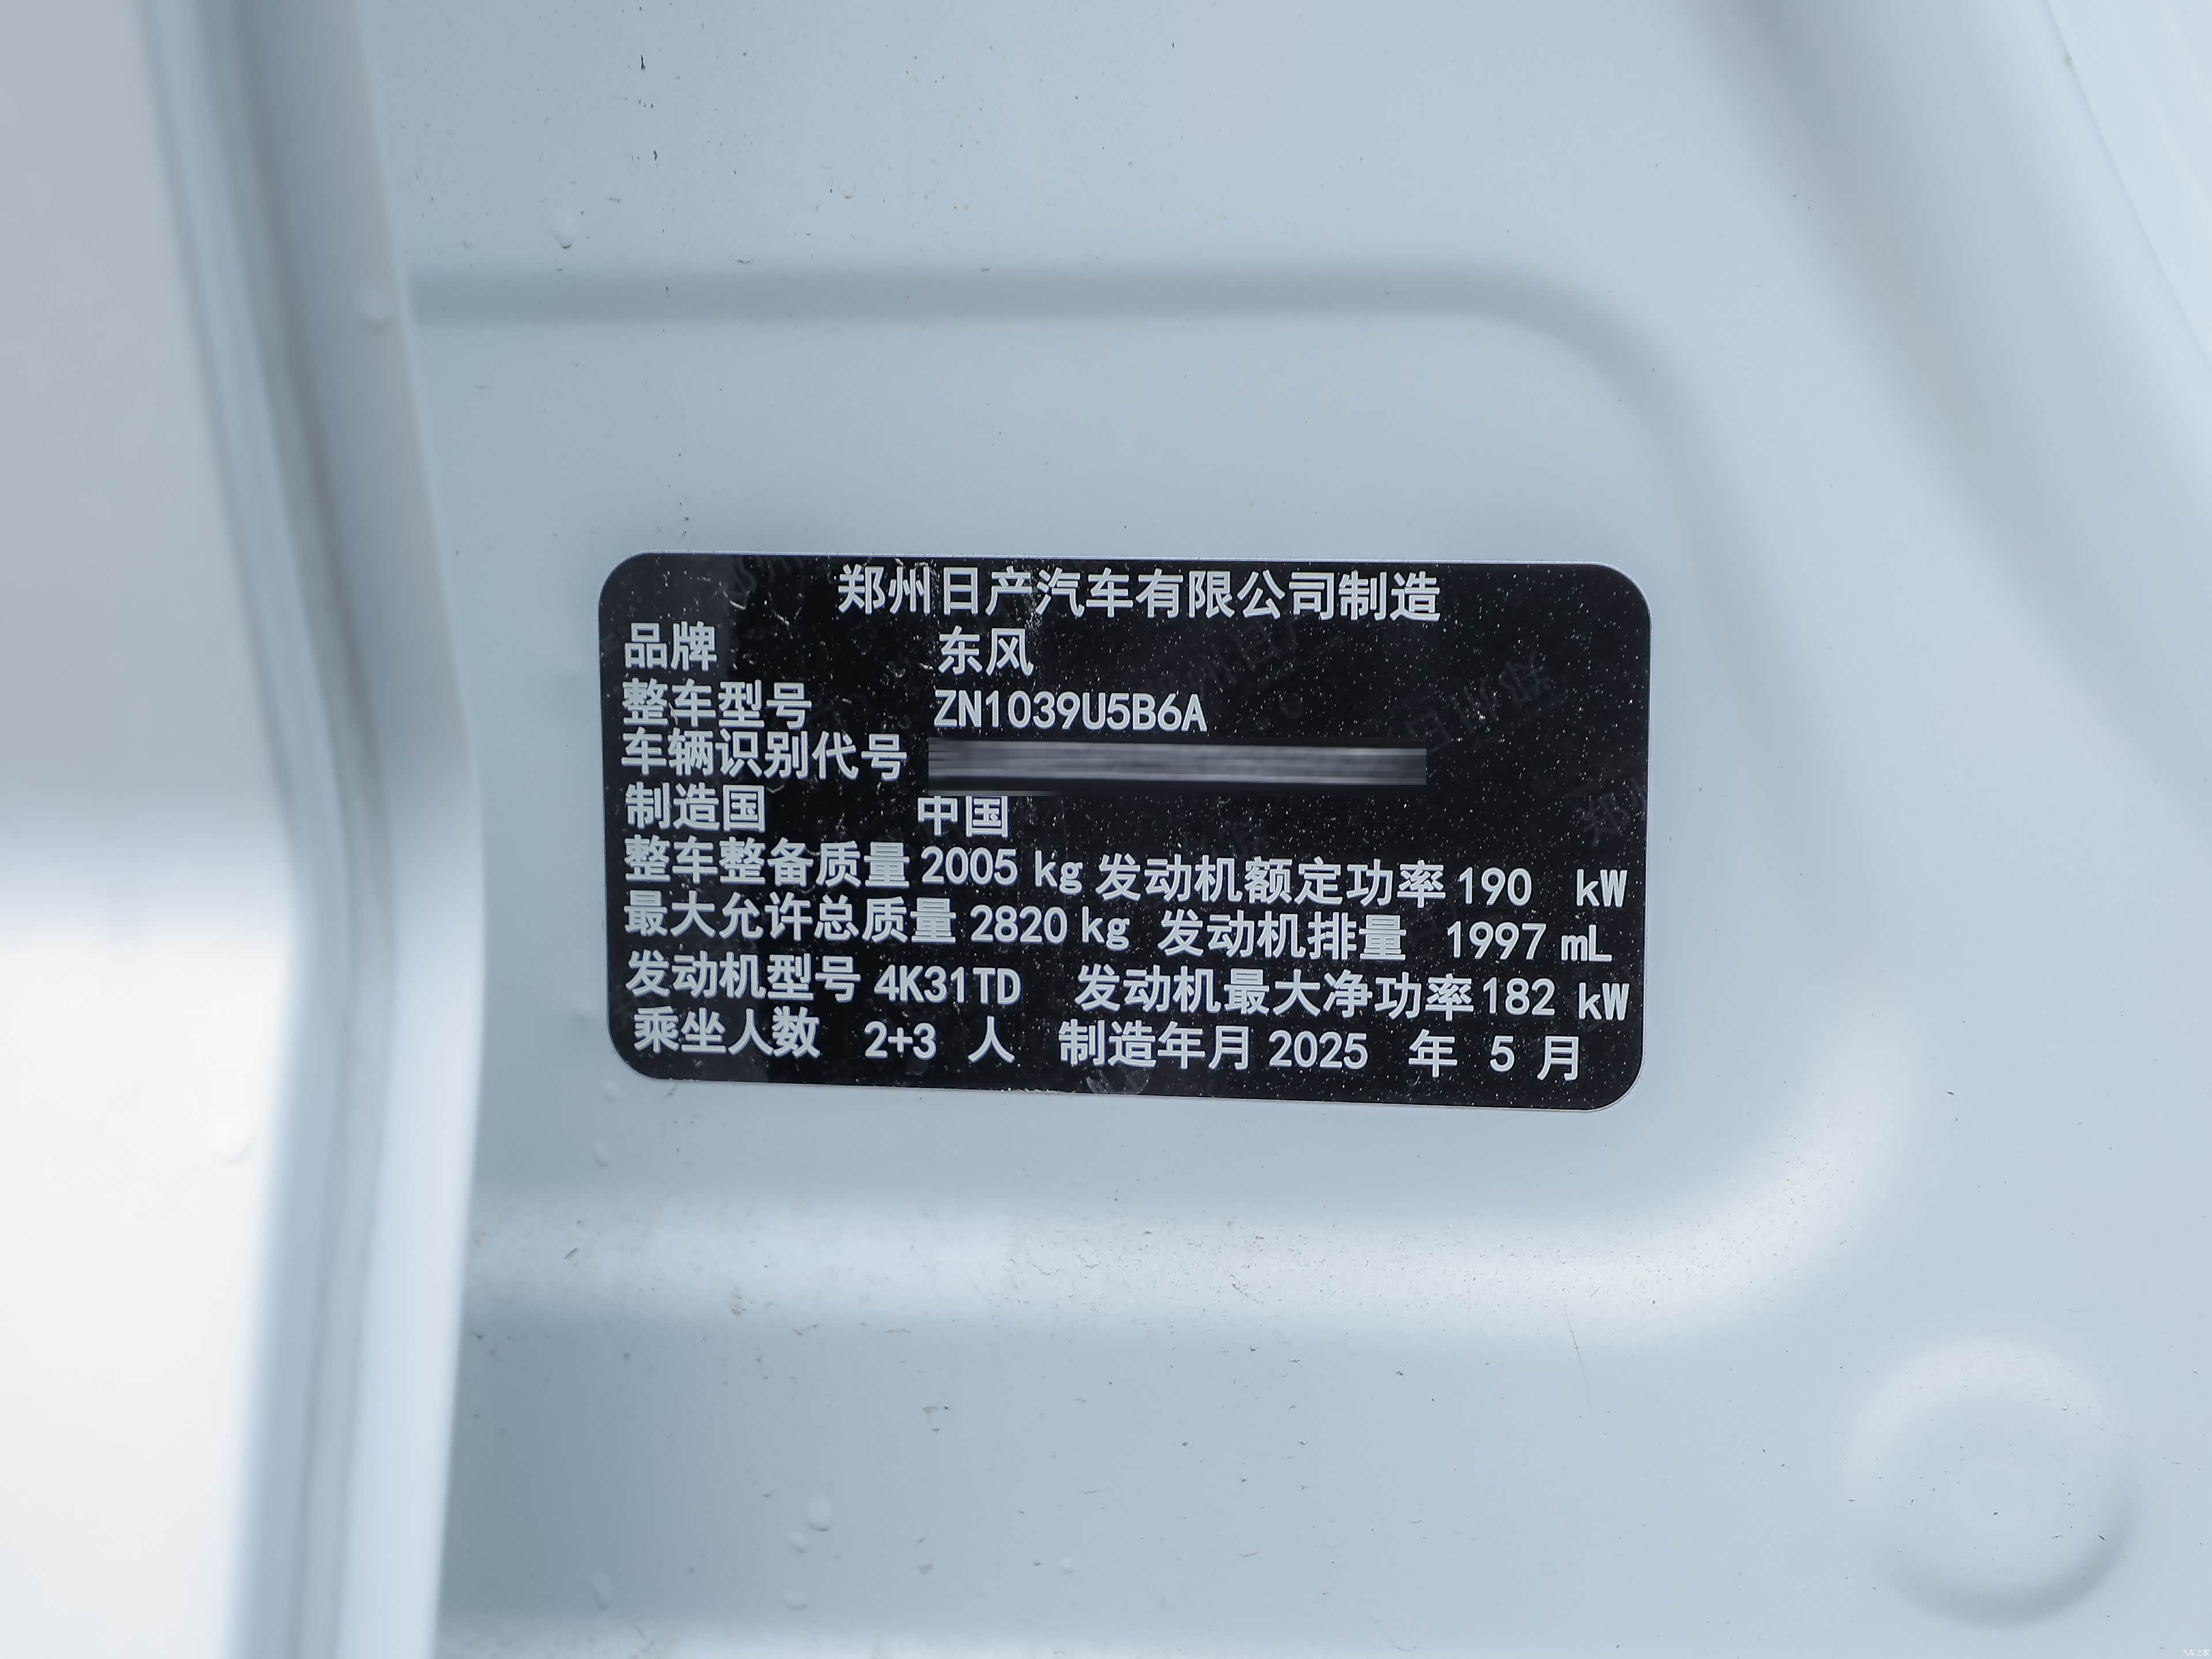 郑州日产汽车有限公司制造
品牌 东风
整车型号 ZN1039U5B6A
车辆识别代号
制造国 中国
整车整备质量 2005 kg 发动机额定功率 190 kW
最大允许总质量 2820 kg 发动机排量 1997 mL
发动机型号 4K31TD 发动机最大净功率 182 kW
乘坐人数 2+3 人 制造年月 2025 年 5 月
汽车之家